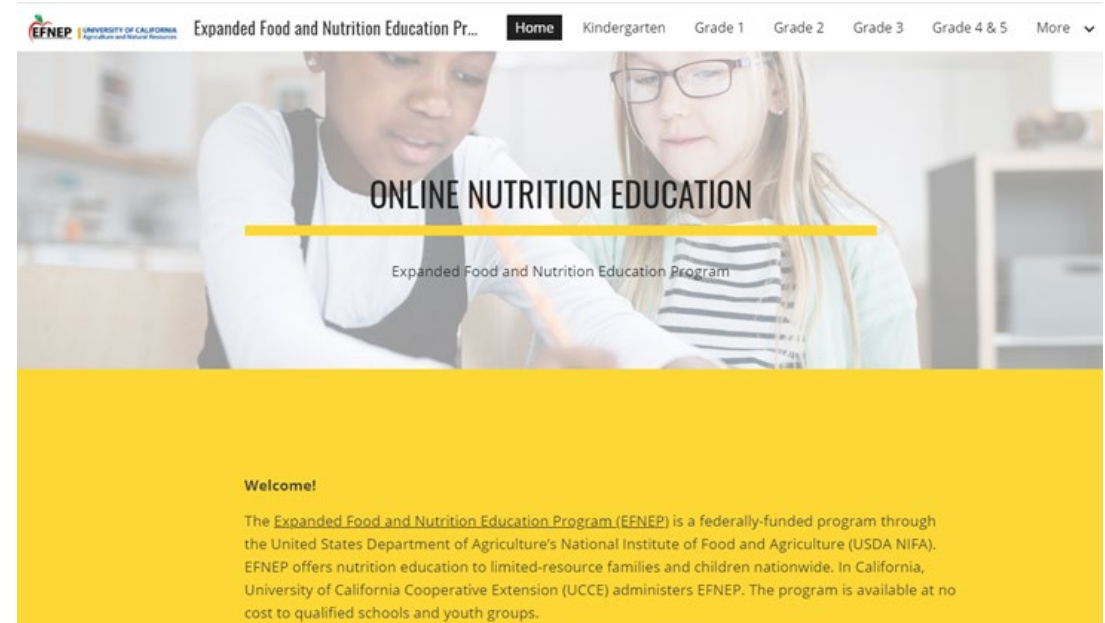 EFNEP UNIVERSITY OF CALIFORNIA
Agriculture and Natural Resources
Expanded Food and Nutrition Education Pr...
Home
Kindergarten
Grade 1
Grade 2
Grade 3
Grade 4 & 5
More
ONLINE NUTRITION EDUCATION
Expanded Food and Nutrition Education Program
Welcome!
The Expanded Food and Nutrition Education Program (EFNEP) is a federally-funded program through
the United States Department of Agriculture's National Institute of Food and Agriculture (USDA NIFA).
EFNEP offers nutrition education to limited-resource families and children nationwide. In California,
University of California Cooperative Extension (UCCE) administers EFNEP. The program is available at no
cost to qualified schools and youth groups.